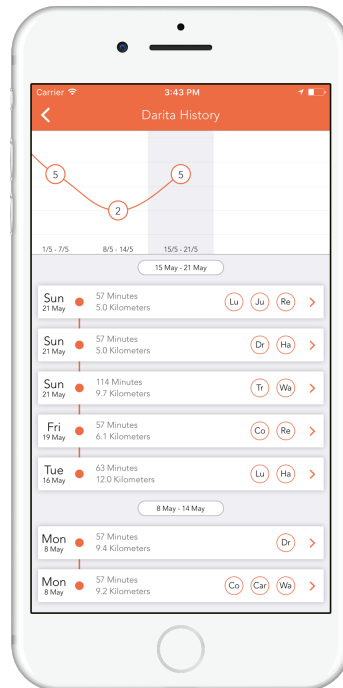 Carrier 3:43 PM
Darita History
5
2
5
1/5 - 7/5 8/5 - 14/5 15/5 - 21/5
15 May - 21 May
Sun 57 Minutes
21 May 5.0 Kilometers Lu Ju Re
Sun 57 Minutes
21 May 5.0 Kilometers Dr Ha
Sun 114 Minutes
21 May 9.7 Kilometers Tr Wa
Fri 57 Minutes
19 May 6.1 Kilometers Co Re
Tue 63 Minutes
16 May 12.0 Kilometers Lu Ha
8 May - 14 May
Mon 57 Minutes
8 May 9.4 Kilometers Dr
Mon 57 Minutes
8 May 9.2 Kilometers Co Car Wa